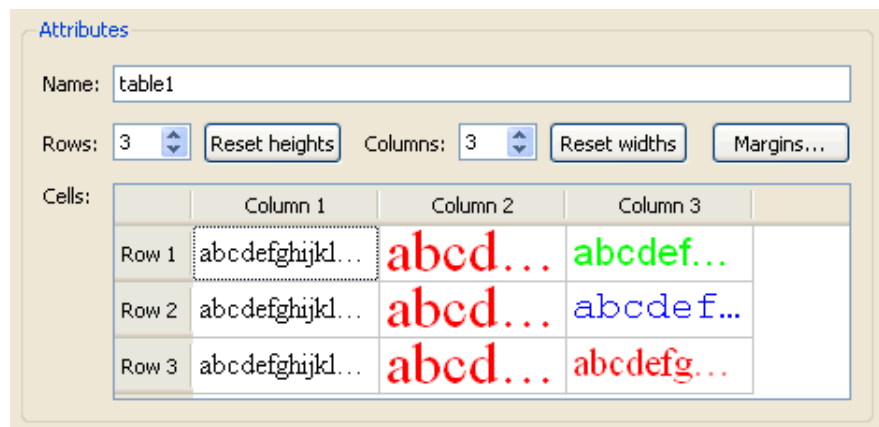 Attributes
Name: table1
Rows: 3 Reset heights Columns: 3 Reset widths Margins...
Cells: Column 1 Column 2 Column 3
Row 1 abcdefghijkl... abcd... abcdef...
Row 2 abcdefghijkl... abcd... abcdef...
Row 3 abcdefghijkl... abcd... abcdefg...